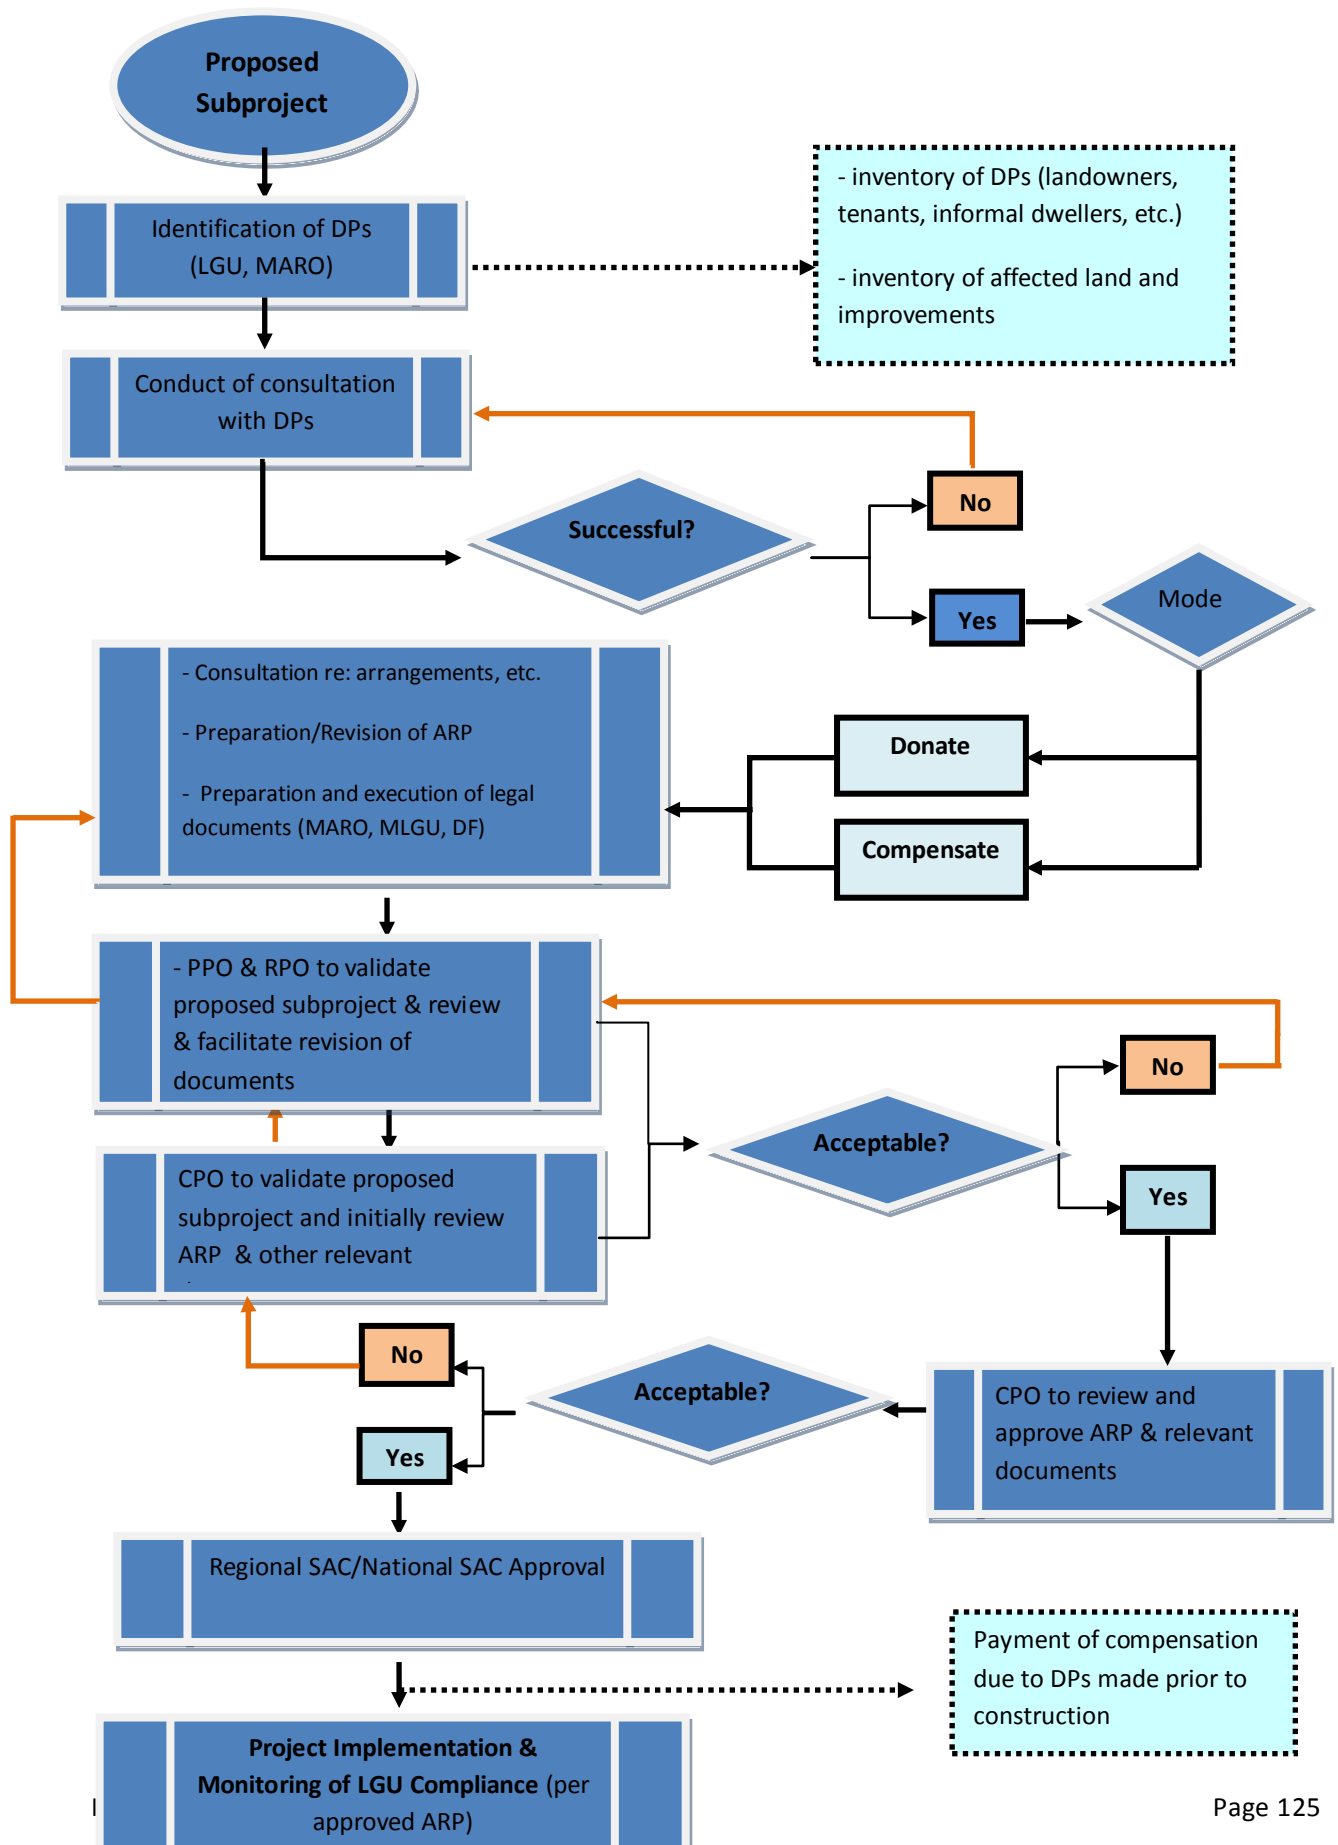 Proposed
Subproject
Identification of DPs
(LGU, MARO)
- inventory of DPs (landowners,
tenants, informal dwellers, etc.)
- inventory of affected land and
improvements
Conduct of consultation
with DPs
Successful?
No
Yes
Mode
- Consultation re: arrangements, etc.
- Preparation/Revision of ARP
- Preparation and execution of legal
documents (MARO, MLGU, DF)
Donate
Compensate
- PPO & RPO to validate
proposed subproject & review
& facilitate revision of
documents
Acceptable?
No
Yes
CPO to validate proposed
subproject and initially review
ARP & other relevant
CPO to review and
approve ARP & relevant
documents
Acceptable?
No
Yes
Regional SAC/National SAC Approval
Payment of compensation
due to DPs made prior to
construction
Project Implementation &
Monitoring of LGU Compliance (per
approved ARP)
Page 125